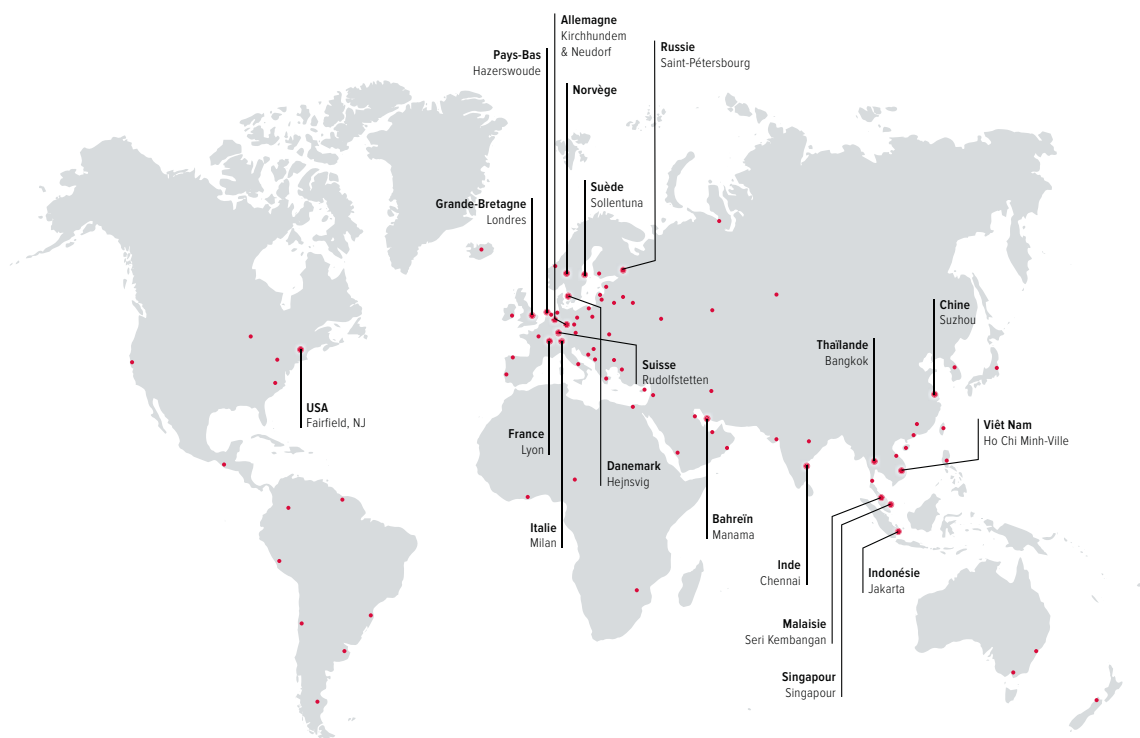 Allemagne
Kirchhundem
& Neudorf
Russie
Saint-Pétersbourg
Pays-Bas
Hazerswoude
Norvège
Suède
Sollentuna
Grande-Bretagne
Londres
Chine
Suzhou
Thaïlande
Bangkok
Suisse
Rudolfstetten
USA
Fairfield, NJ
Viêt Nam
Ho Chi Minh-Ville
France
Lyon
Danemark
Hejnsvig
Italie
Milan
Bahreïn
Manama
Inde
Chennai
Indonésie
Jakarta
Malaisie
Seri Kembangan
Singapour
Singapour